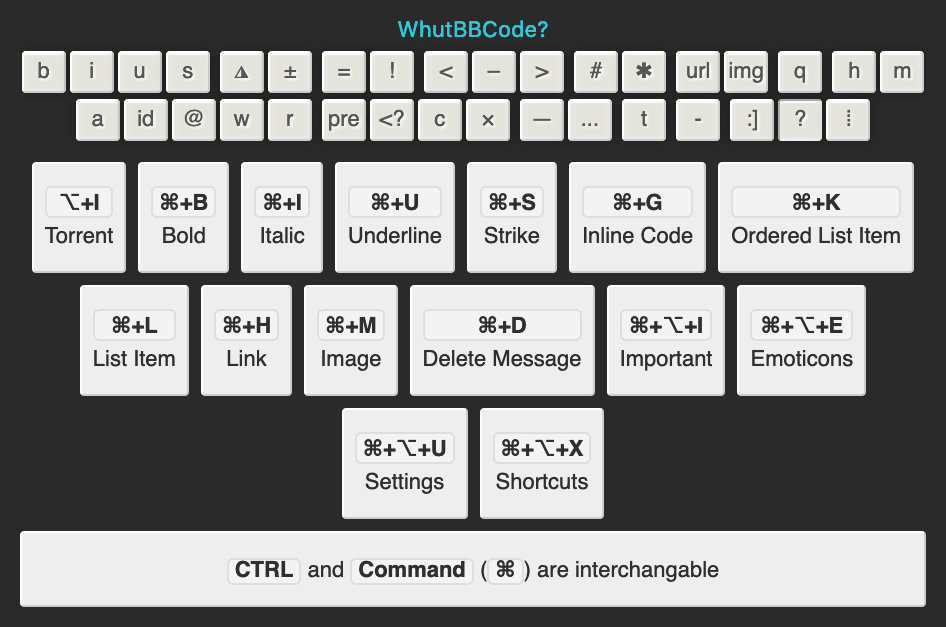 WhutBBCode?
b i u s ◮ ± = ! < – > # ✱ url img q h m
a id @ w r pre <? c × — ... t - :] ? ⁞
⌥+I ⌘+B ⌘+I ⌘+U ⌘+S ⌘+G ⌘+K
Torrent Bold Italic Underline Strike Inline Code Ordered List Item
⌘+L ⌘+H ⌘+M ⌘+D ⌘+⌥+I ⌘+⌥+E
List Item Link Image Delete Message Important Emoticons
⌘+⌥+U ⌘+⌥+X
Settings Shortcuts
CTRL and Command (⌘) are interchangable